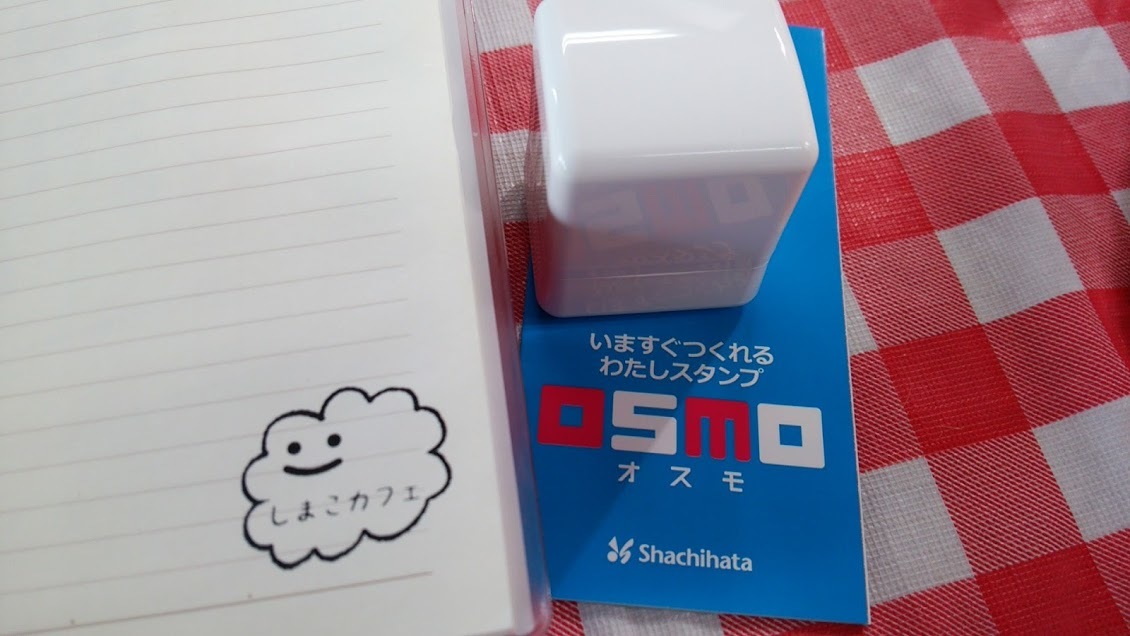 しまこカフェ
いますぐつくれる
わたしスタンプ
OSMO
オスモ
Shachihata